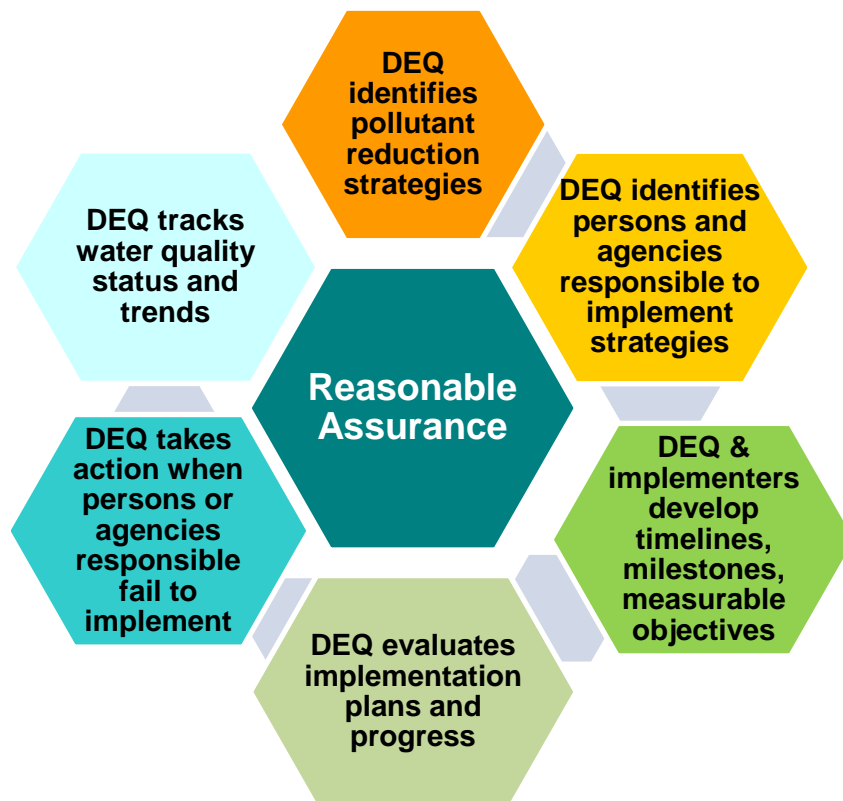 DEQ
identifies
pollutant
reduction
strategies
DEQ identifies
persons and
agencies
responsible to
implement
strategies
DEQ &
implementers
develop
timelines,
milestones,
measurable
objectives
DEQ evaluates
implementation
plans and
progress
DEQ takes
action when
persons or
agencies
responsible
fail to
implement
DEQ tracks
water quality
status and
trends
Reasonable
Assurance